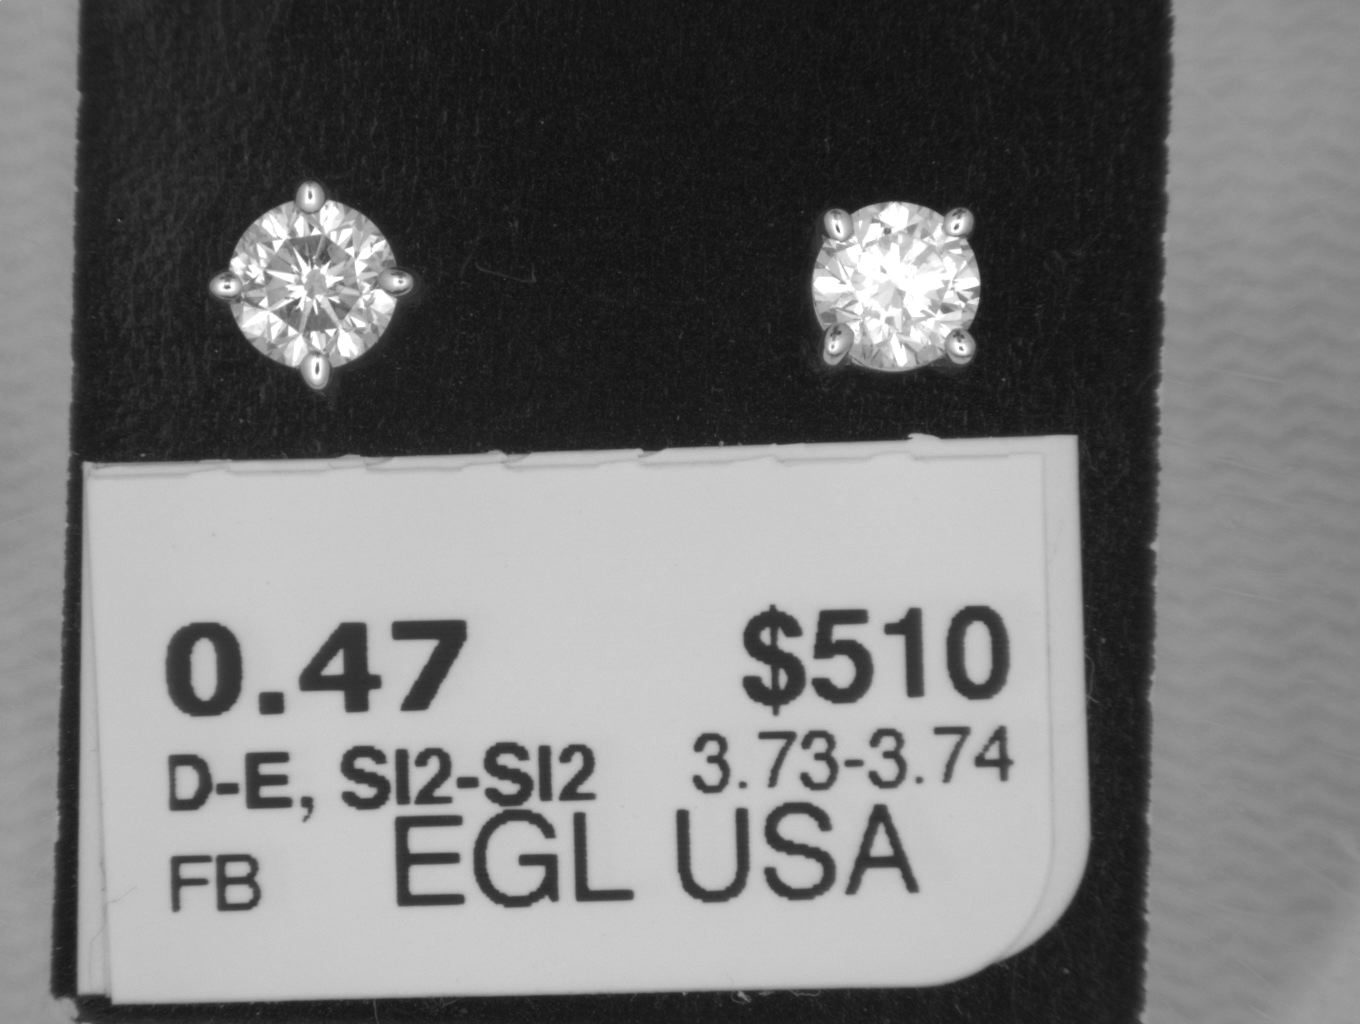 0.47 $510
D-E, SI2-SI2 3.73-3.74
FB EGL USA